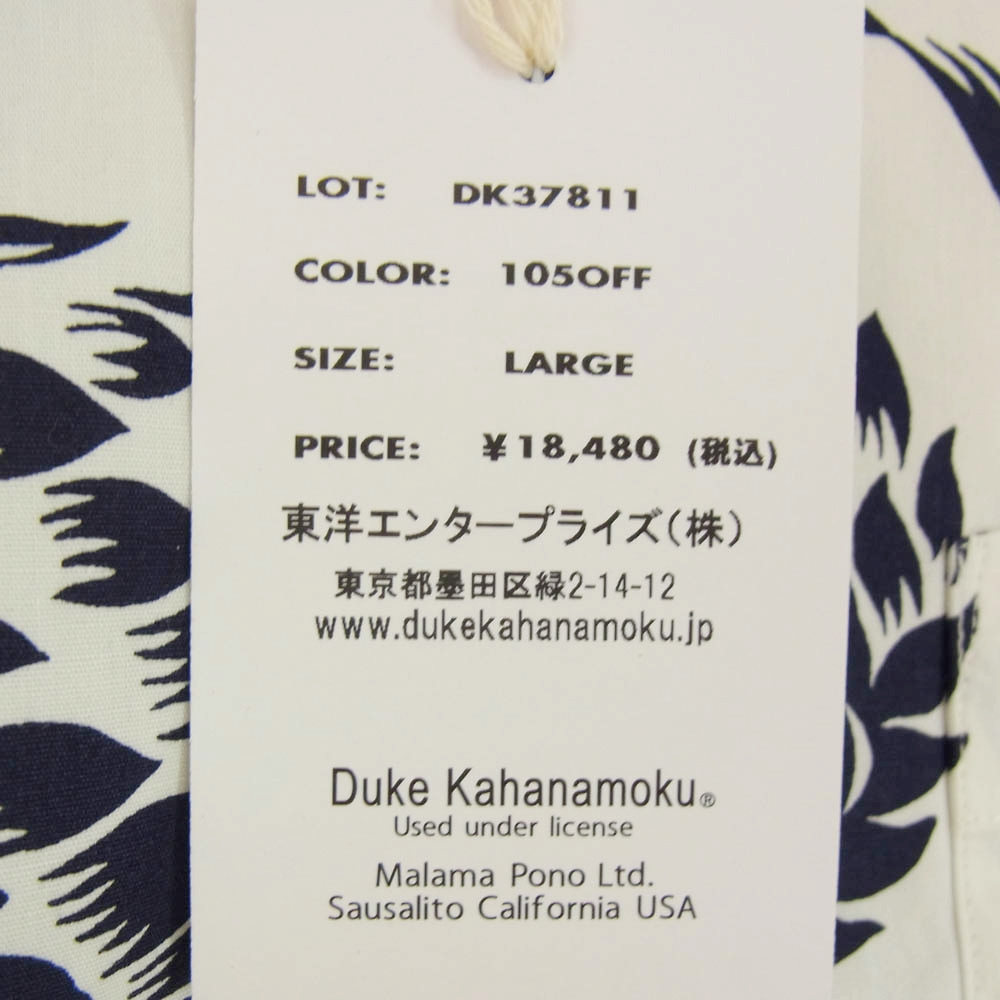 LOT: DK37811
COLOR: 105OFF
SIZE: LARGE
PRICE: ¥18,480 (税込)
東洋エンタープライズ(株)
東京都墨田区緑2-14-12
www.dukekahanamoku.jp
Duke Kahanamoku®
Used under license
Malama Pono Ltd.
Sausalito California USA